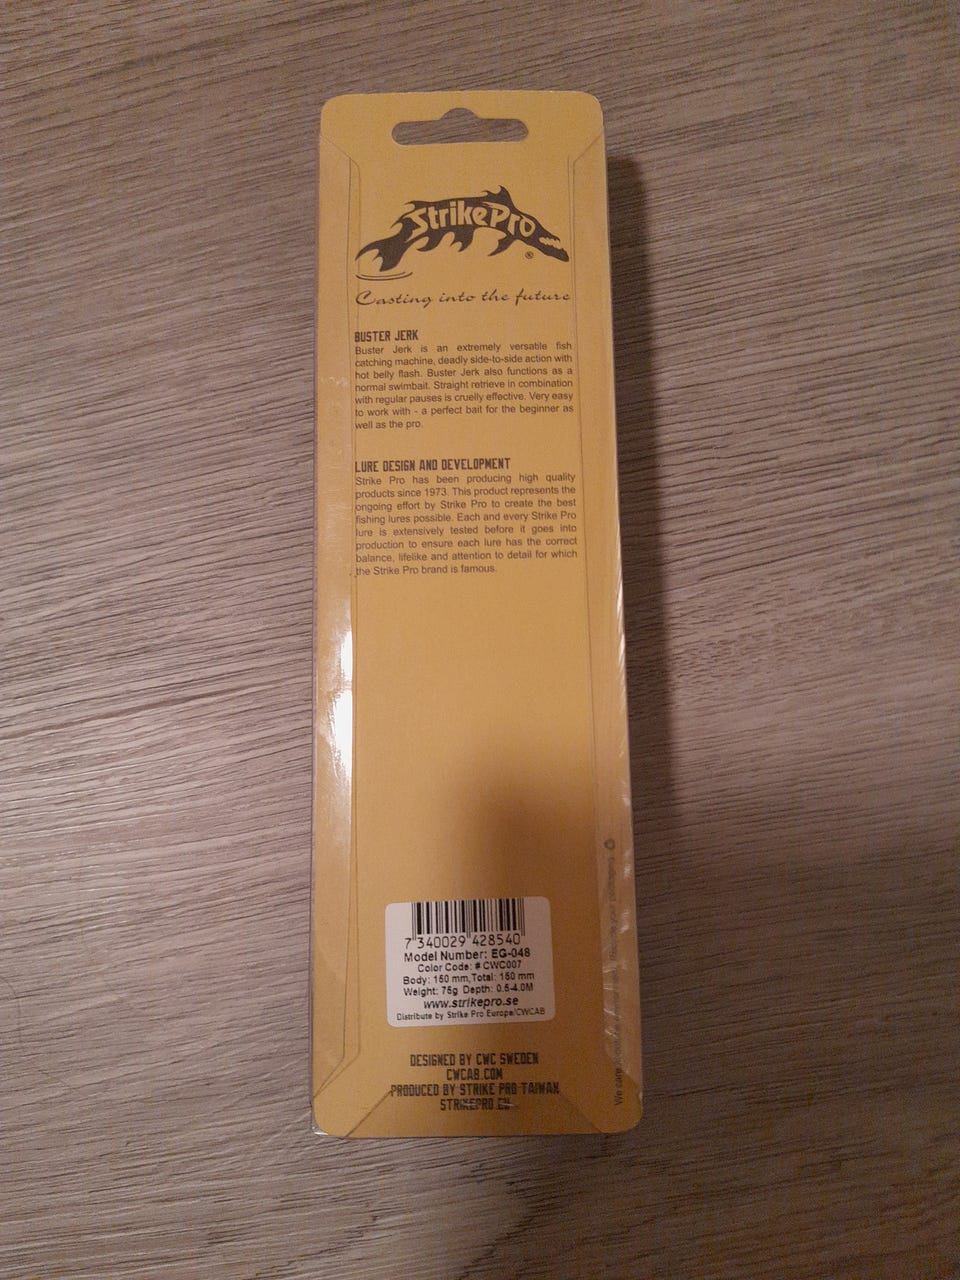 StrikePro
®
Casting into the future
BUSTER JERK
Buster Jerk is an extremely versatile fish
catching machine, deadly side-to-side action with
hot belly flash. Buster Jerk also functions as a
normal swimbait. Straight retrieve in combination
with regular pauses is cruelly effective. Very easy
to work with - a perfect bait for the beginner as
well as the pro.
LURE DESIGN AND DEVELOPMENT
Strike Pro has been producing high quality
products since 1973. This product represents the
ongoing effort by Strike Pro to create the best
fishing lures possible. Each and every Strike Pro
lure is extensively tested before it goes into
production to ensure each lure has the correct
balance, lifelike and attention to detail for which
the Strike Pro brand is famous.
7 340029 428540
Model Number: EG-048
Color Code: # CWC007
Body: 150 mm,Total: 150 mm
Weight: 75g Depth: 0.5-4.0M
www.strikepro.se
Distribute by Strike Pro Europe/CWCAB
DESIGNED BY CWC SWEDEN
CWCAB.COM
PRODUCED BY STRIKE PRO TAIWAN
STRIKEPRO.EU
We care